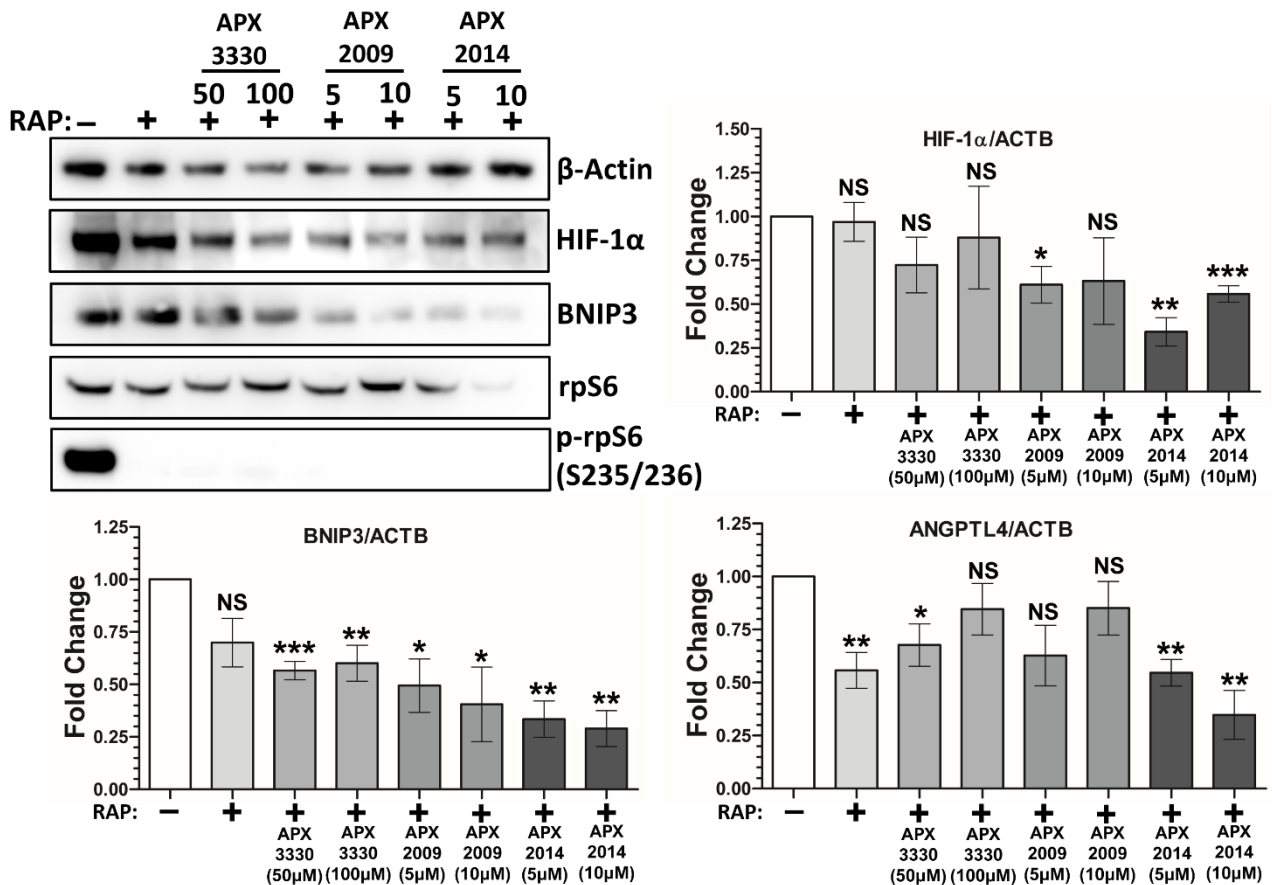 APX APX APX
3330 2009 2014
50 100 5 10 5 10
RAP: – + + + + + + +
β-Actin
HIF-1α
BNIP3
rpS6
p-rpS6
(S235/236)
HIF-1α/ACTB
Fold Change
1.50
1.25
1.00
0.75
0.50
0.25
0.00
NS NS NS * NS ** ***
RAP: – + + + + + + +
APX APX APX APX APX APX
3330 3330 2009 2009 2014 2014
(50µM) (100µM) (5µM) (10µM) (5µM) (10µM)
BNIP3/ACTB
Fold Change
1.25
1.00
0.75
0.50
0.25
0.00
NS *** ** * * ** **
RAP: – + + + + + + +
APX APX APX APX APX APX
3330 3330 2009 2009 2014 2014
(50µM) (100µM) (5µM) (10µM) (5µM) (10µM)
ANGPTL4/ACTB
Fold Change
1.25
1.00
0.75
0.50
0.25
0.00
** * NS NS NS ** **
RAP: – + + + + + + +
APX APX APX APX APX APX
3330 3330 2009 2009 2014 2014
(50µM) (100µM) (5µM) (10µM) (5µM) (10µM)